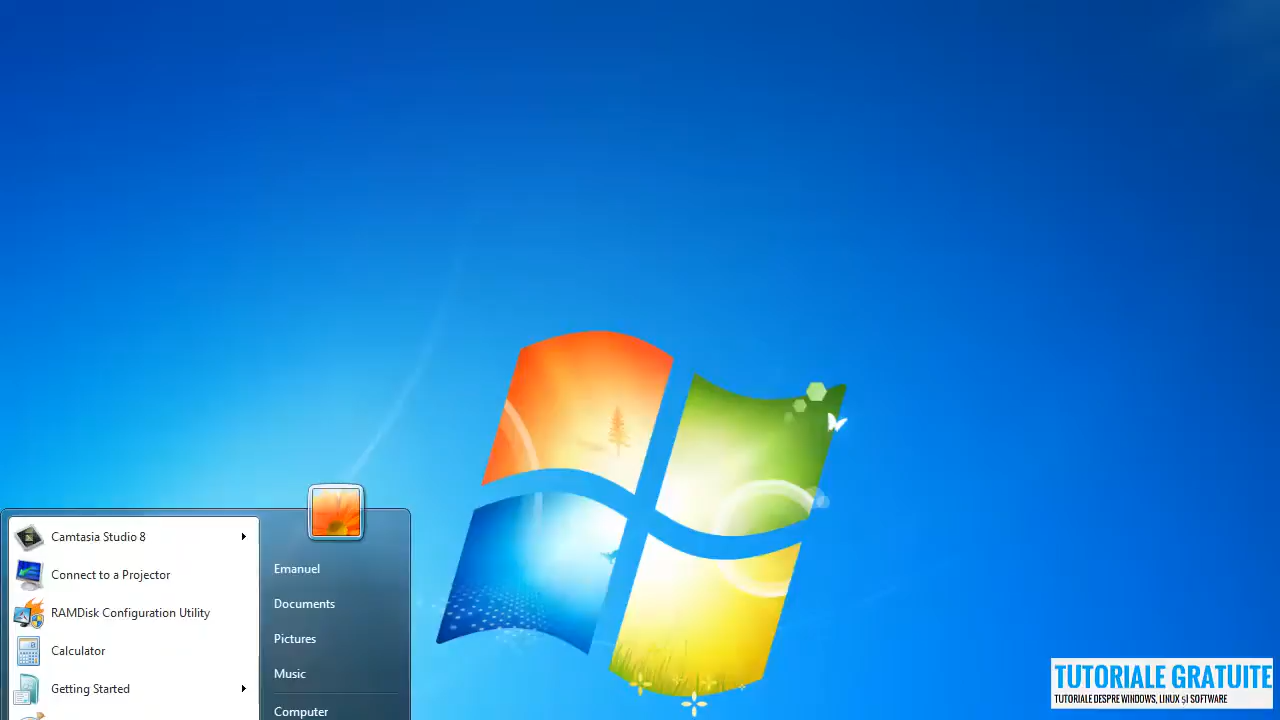 Camtasia Studio 8
Connect to a Projector
RAMDisk Configuration Utility
Calculator
Getting Started
Emanuel
Documents
Pictures
Music
Computer
TUTORIALE GRATUITE
TUTORIALE DESPRE WINDOWS, LINUX ȘI SOFTWARE